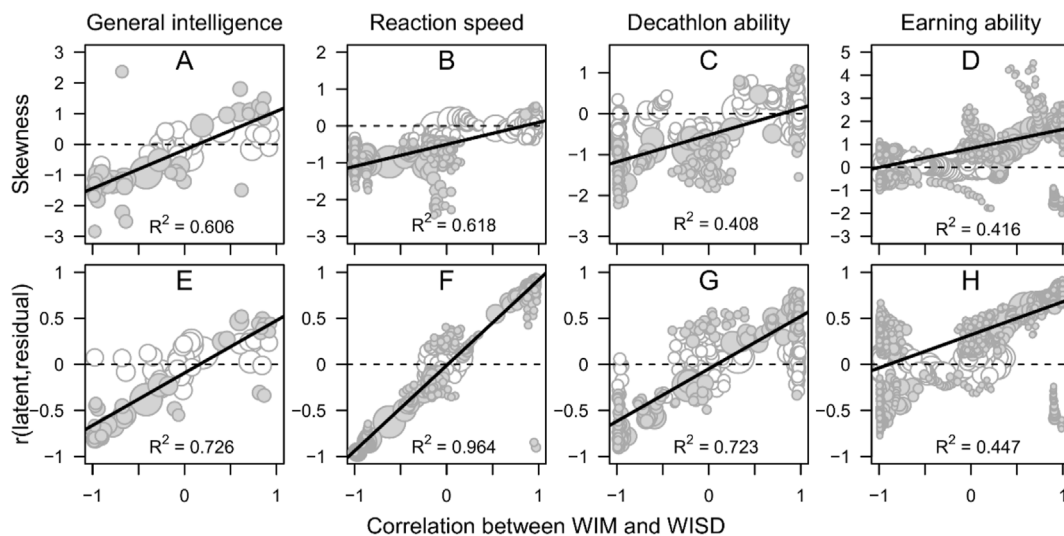 General intelligence Reaction speed Decathlon ability Earning ability
A B C D
Skewness
3 2 1 0 −1 −2 −3
2 1 0 −1 −2 −3
1 0 −1 −2 −3
5 4 3 2 1 0 −1 −2 −3
R² = 0.606 R² = 0.618 R² = 0.408 R² = 0.416
E F G H
r(latent,residual)
1 0.5 0 −0.5 −1
1 0.5 0 −0.5 −1
1 0.5 0 −0.5 −1
1 0.5 0 −0.5 −1
R² = 0.726 R² = 0.964 R² = 0.723 R² = 0.447
−1 0 1 −1 0 1 −1 0 1 −1 0 1
Correlation between WIM and WISD